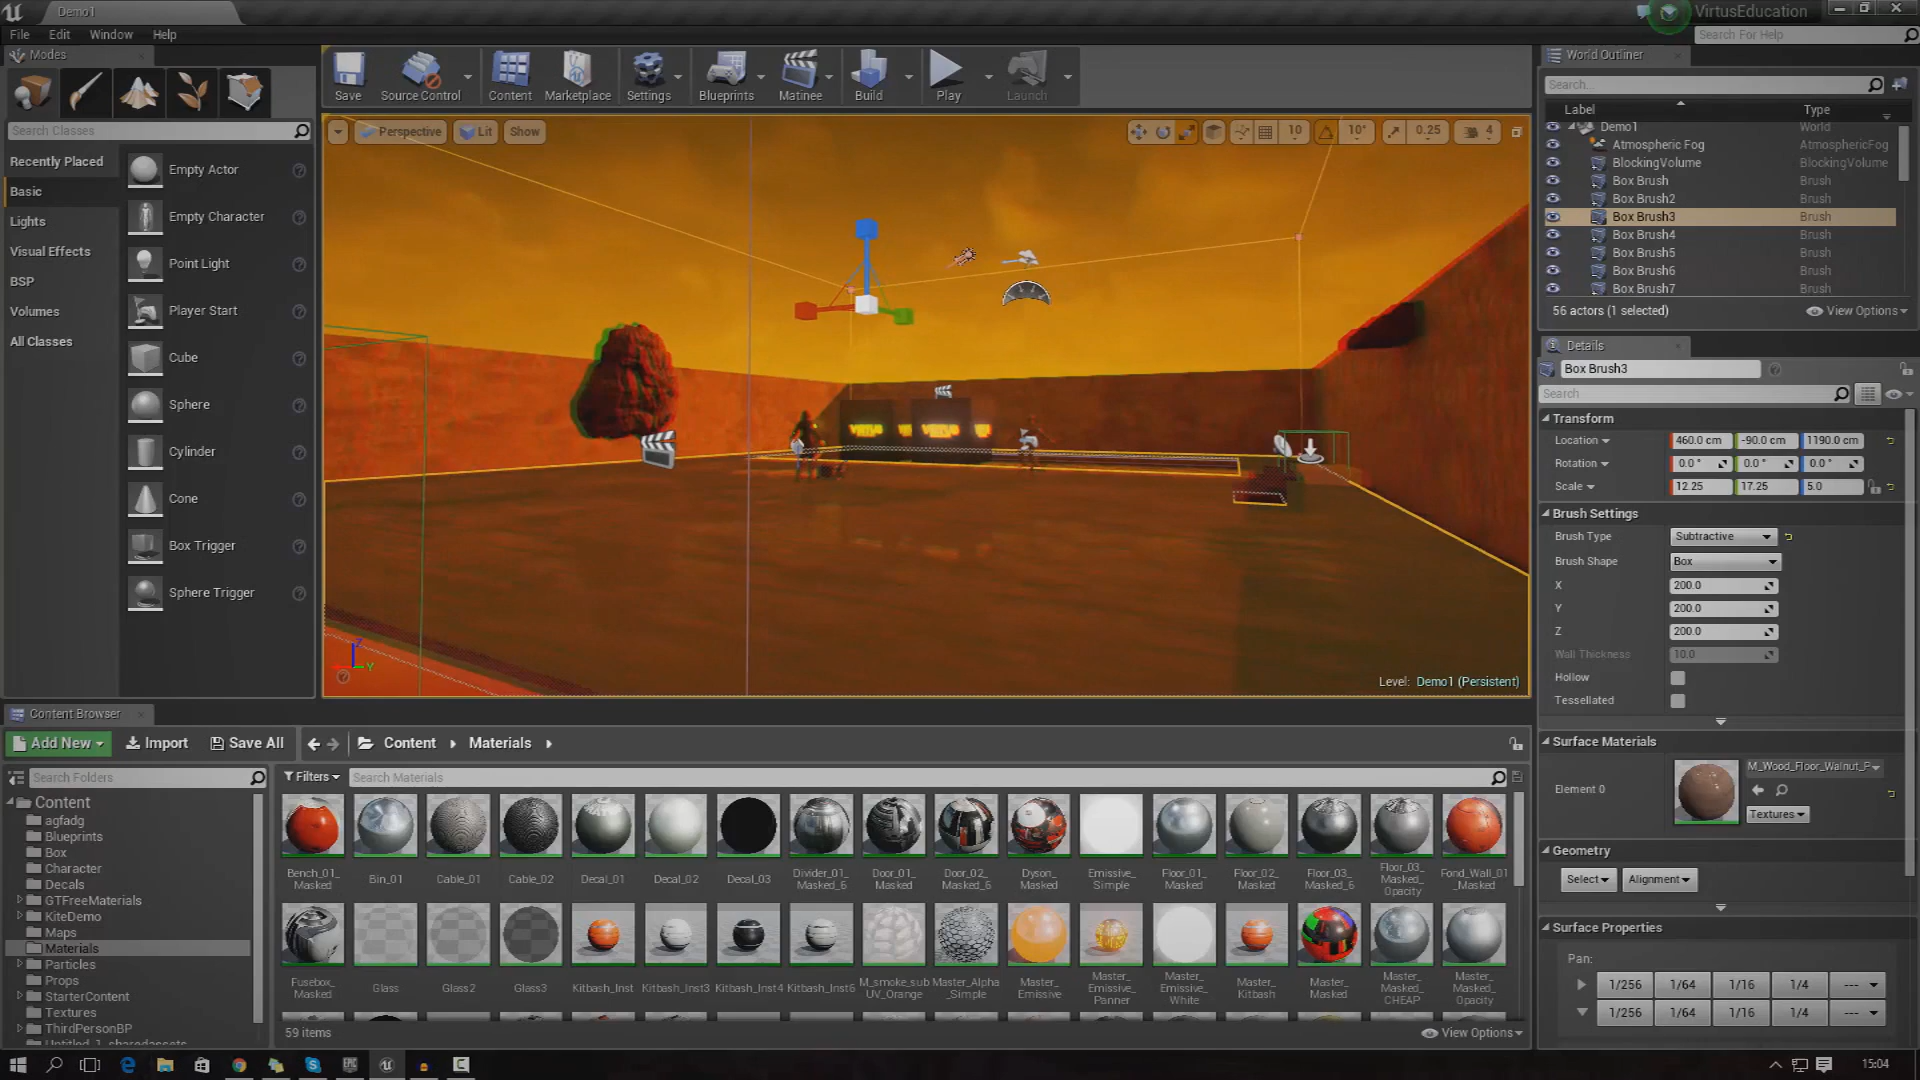 Demo1
VirtusEducation
File Edit Window Help
Search For Help
Modes
World Outliner
Save Source Control Content Marketplace Settings Blueprints Matinee Build Play Launch
Search...
Label Type
Search Classes
Perspective Lit Show
10 10° 0.25 4
Demo1 World
Atmospheric Fog AtmosphericFog
BlockingVolume BlockingVolume
Box Brush Brush
Box Brush2 Brush
Box Brush3 Brush
Box Brush4 Brush
Box Brush5 Brush
Box Brush6 Brush
Box Brush7 Brush
56 actors (1 selected) View Options
Recently Placed
Basic
Lights
Visual Effects
BSP
Volumes
All Classes
Empty Actor
Empty Character
Point Light
Player Start
Cube
Sphere
Cylinder
Cone
Box Trigger
Sphere Trigger
VIRTUS VIRTUS
Z
Y
Level: Demo1 (Persistent)
Details
Box Brush3
Search
Transform
Location 460.0 cm -90.0 cm 1190.0 cm
Rotation 0.0 ° 0.0 ° 0.0 °
Scale 12.25 17.25 5.0
Brush Settings
Brush Type Subtractive
Brush Shape Box
X 200.0
Y 200.0
Z 200.0
Wall Thickness 10.0
Hollow
Tessellated
Surface Materials
Element 0
M_Wood_Floor_Walnut_P
Textures
Geometry
Select Alignment
Surface Properties
Pan:
1/256 1/64 1/16 1/4 ---
1/256 1/64 1/16 1/4 ---
Content Browser
Add New Import Save All Content Materials
Search Folders
Filters Search Materials
Content
agfadg
Blueprints
Box
Character
Decals
GTFreeMaterials
KiteDemo
Maps
Materials
Particles
Props
StarterContent
Textures
ThirdPersonBP
Untitled_1_sharedassets
Bench_01_Masked
Bin_01
Cable_01
Cable_02
Decal_01
Decal_02
Decal_03
Divider_01_Masked_6
Door_01_Masked
Door_02_Masked_6
Dyson_Masked
Emissive_Simple
Floor_01_Masked
Floor_02_Masked
Floor_03_Masked_6
Floor_03_Masked_Opacity
Fond_Wall_01_Masked
Fusebox_Masked
Glass
Glass2
Glass3
Kitbash_Inst
Kitbash_Inst3
Kitbash_Inst4
Kitbash_Inst6
M_smoke_subUV_Orange
Master_Alpha_Simple
Master_Emissive
Master_Emissive_Panner
Master_Emissive_White
Master_Kitbash
Master_Masked
Master_Masked_CHEAP
Master_Masked_Opacity
59 items View Options
EPIC
15:04